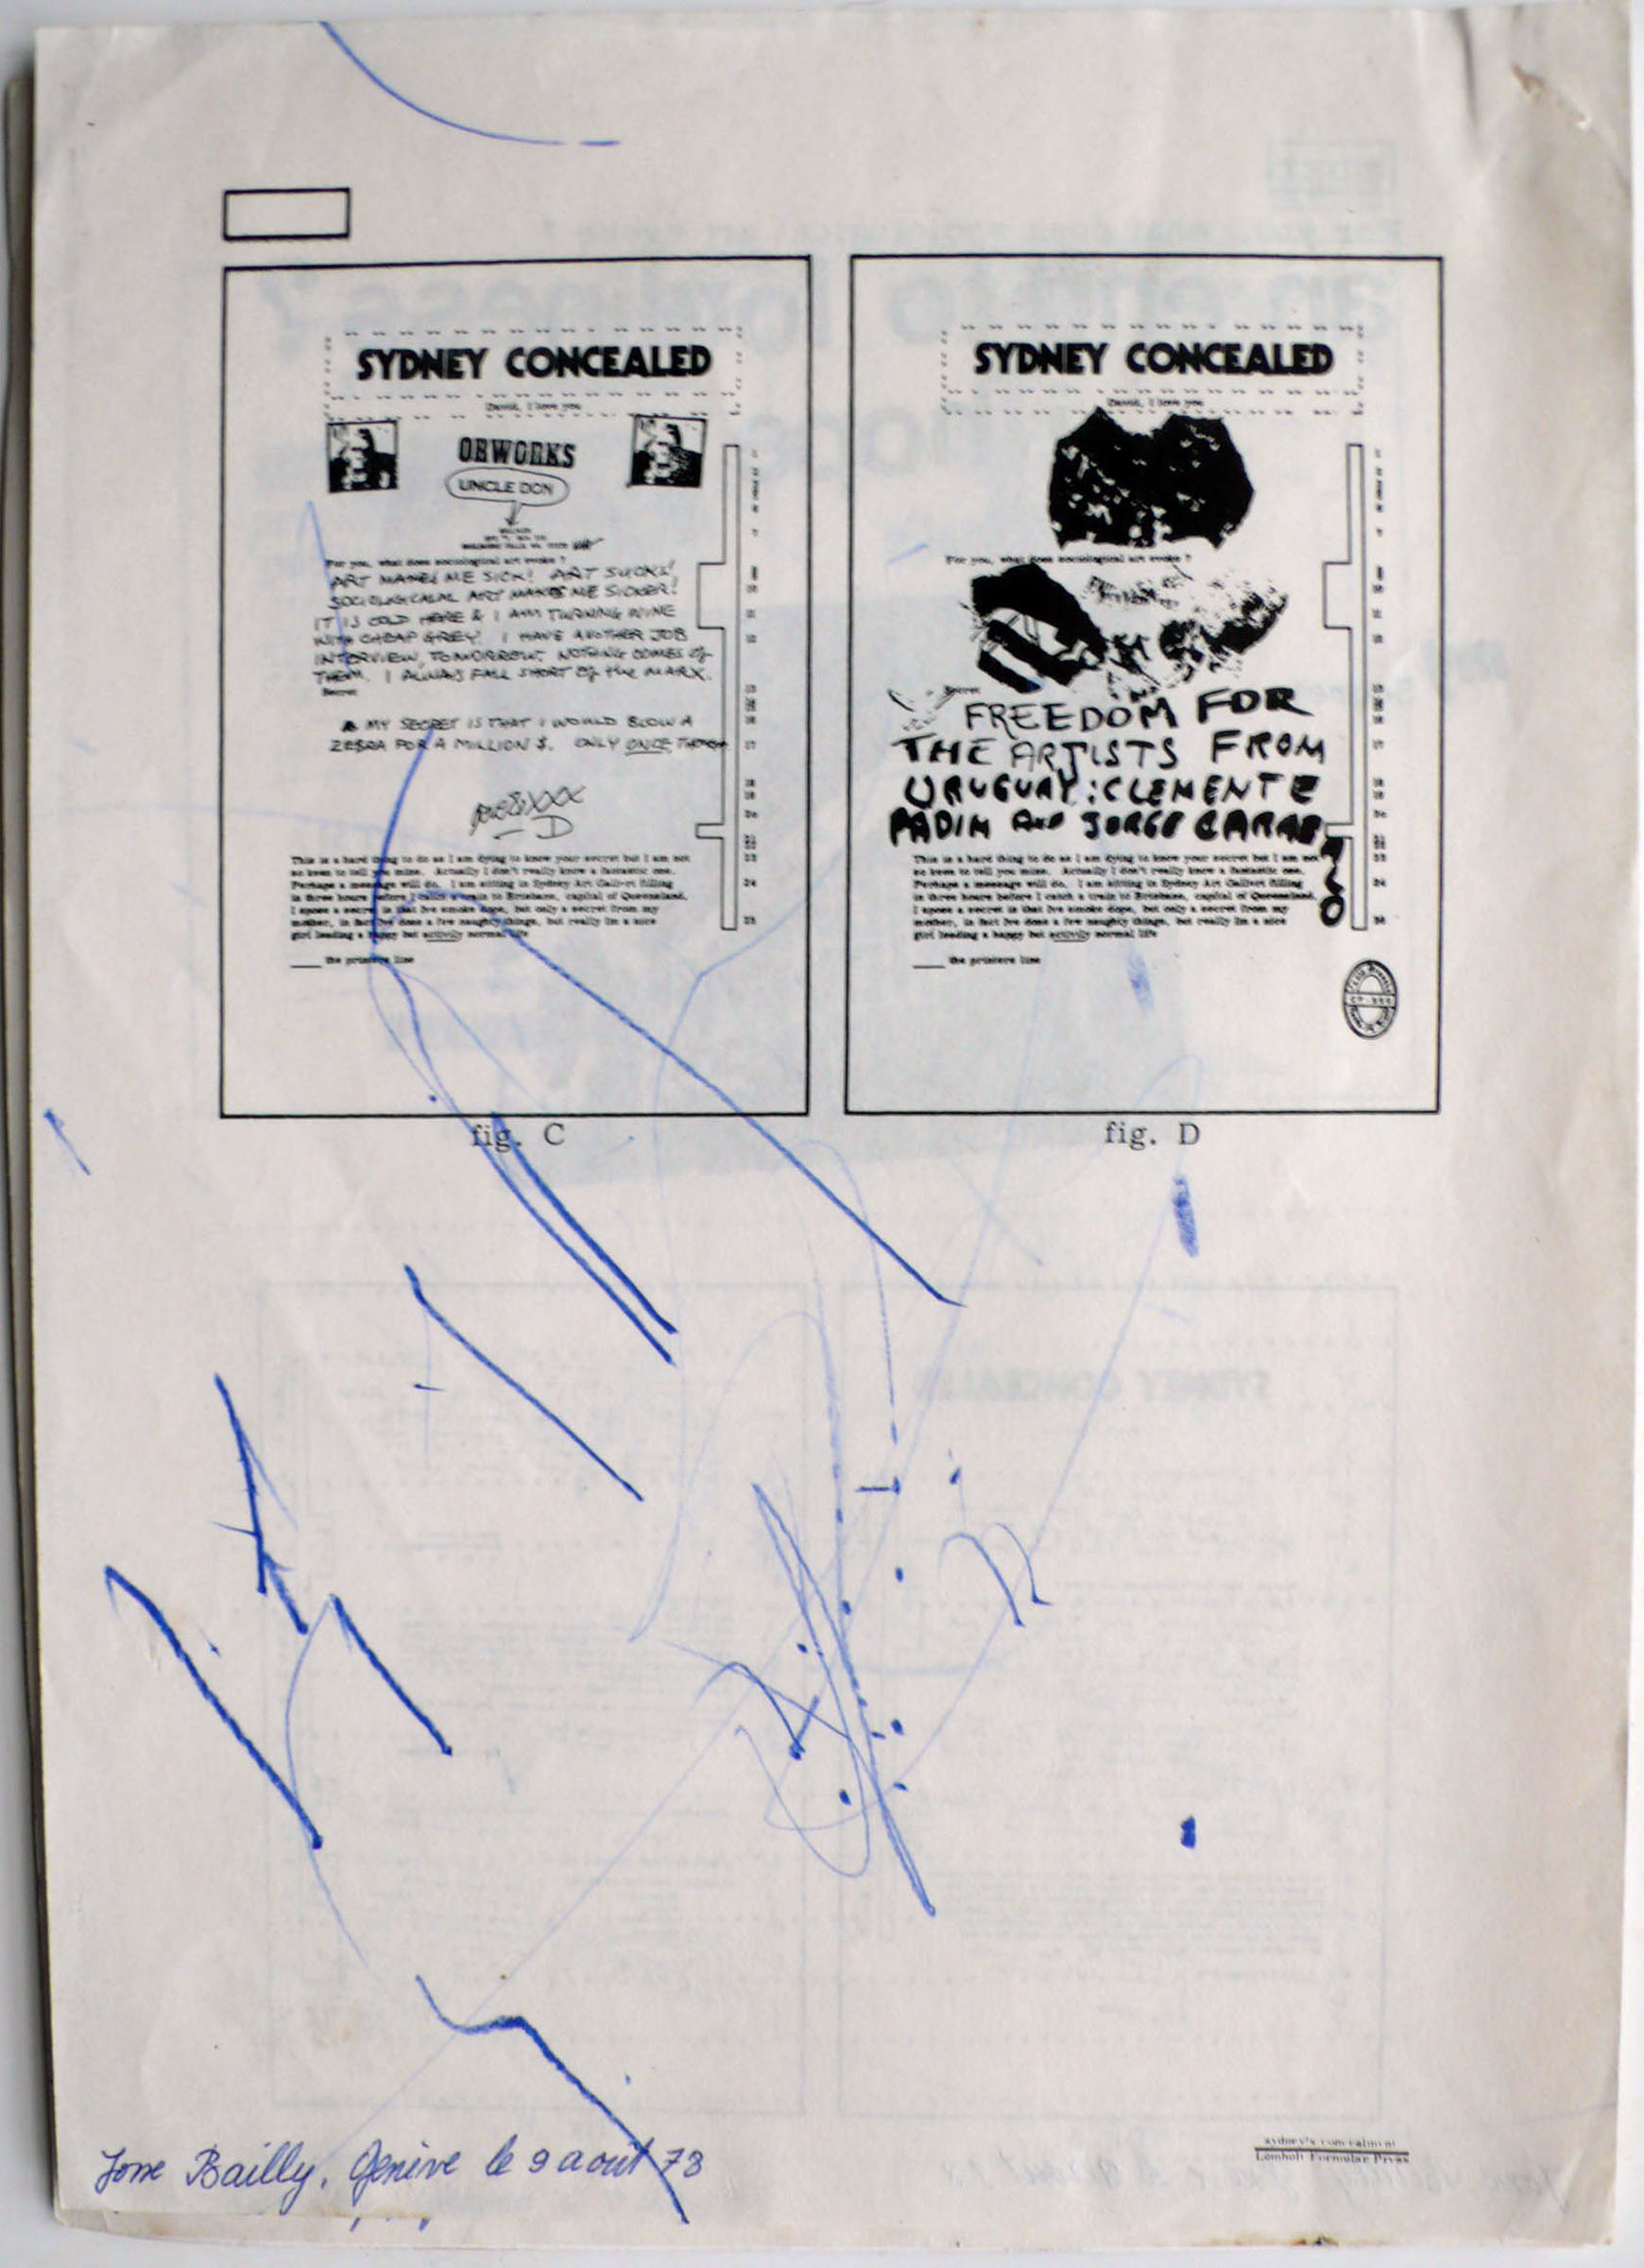 SYDNEY CONCEALED
David, I love you
OBWORKS
UNCLE DON
For you, what does sociological art evoke ?
ART MAKES ME SICK! ART SUCKS!
SOCIOLOGICAL ART MAKES ME SICKER!
IT IS COLD HERE & I AM TURNING WINE
WITH CHEAP GREY. I HAVE ANOTHER JOB
INTERVIEW, TOMORROW, NOTHING COMES OF
THEM. I ALWAYS FALL SHORT OF THE MARX.
Secret
MY SECRET IS THAT I WOULD BLOW A
ZEBRA FOR A MILLION $. ONLY ONCE THOUGH
This is a hard thing to do as I am dying to know your secret but I am not
so keen to tell you mine. Actually I don't really know a fantastic one.
Perhaps a message will do. I am sitting in Sydney Art Gallery filling
in three hours before I catch a train to Brisbane, capital of Queensland.
I spose a secret is that Ive smoke dope, but only a secret from my
mother, in fact Ive done a few naughty things, but really Im a nice
girl leading a happy but activily normal life
the printers line
fig. C
SYDNEY CONCEALED
David, I love you
For you, what does sociological art evoke ?
Secret
FREEDOM FOR
THE ARTISTS FROM
URUGUAY: CLEMENTE
PADIN AND JORGE CARABALLO
This is a hard thing to do as I am dying to know your secret but I am not
so keen to tell you mine. Actually I don't really know a fantastic one.
Perhaps a message will do. I am sitting in Sydney Art Gallery filling
in three hours before I catch a train to Brisbane, capital of Queensland.
I spose a secret is that Ive smoke dope, but only a secret from my
mother, in fact Ive done a few naughty things, but really Im a nice
girl leading a happy but activily normal life
the printers line
fig. D
Bailly, Genève le 9 août 78
sydney's concealment
Lomholt Formular Press